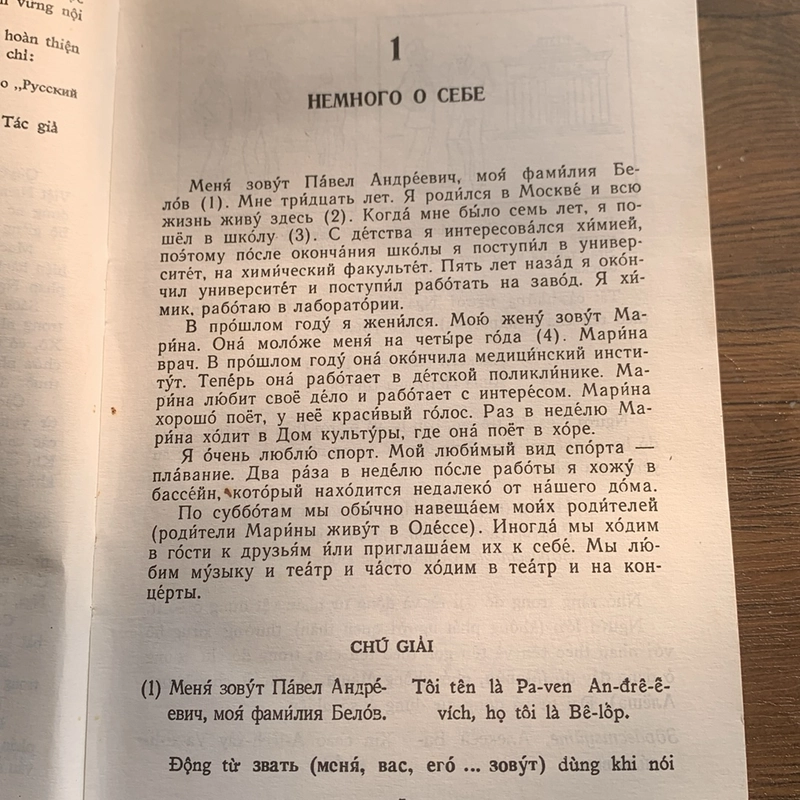 vựng nội
hoàn thiện
chỉ:
„Русский
Tác giả
1
НЕМНОГО О СЕБЕ
Меня́ зову́т Па́вел Андре́евич, моя́ фами́лия Бе-
ло́в (1). Мне три́дцать лет. Я роди́лся в Москве́ и всю
жизнь живу́ здесь (2). Когда́ мне бы́ло семь лет, я по-
шёл в шко́лу (3). С де́тства я интересова́лся хи́мией,
поэ́тому по́сле оконча́ния шко́лы я поступи́л в универ-
сите́т, на хими́ческий факульте́т. Пять лет наза́д я око́н-
чил университе́т и поступи́л рабо́тать на заво́д. Я хи́-
мик, рабо́таю в лаборато́рии.
В про́шлом году́ я жени́лся. Мою́ жену́ зову́т Ма-
ри́на. Она́ моло́же меня́ на четы́ре го́да (4). Мари́на
врач. В про́шлом году́ она́ око́нчила медици́нский инсти-
ту́т. Тепе́рь она́ рабо́тает в де́тской поликли́нике. Ма-
ри́на лю́бит своё де́ло и рабо́тает с интере́сом. Мари́на
хорошо́ поёт, у неё краси́вый го́лос. Раз в неде́лю Ма-
ри́на хо́дит в Дом культу́ры, где она́ поёт в хо́ре.
Я о́чень люблю́ спорт. Мой люби́мый вид спо́рта —
пла́вание. Два ра́за в неде́лю по́сле рабо́ты я хожу́ в
бассе́йн, кото́рый нахо́дится недалеко́ от на́шего до́ма.
По суббо́там мы обы́чно навеща́ем мои́х роди́телей
(роди́тели Мари́ны живу́т в Оде́ссе). Иногда́ мы хо́дим
в го́сти к друзья́м и́ли приглаша́ем их к себе́. Мы лю́-
бим му́зыку и теа́тр и ча́сто хо́дим в теа́тр и на кон-
це́рты.
CHÚ GIẢI
(1) Меня́ зову́т Па́вел Андре́- Tôi tên là Pa-ven An-đrê-ê-
евич, моя́ фами́лия Бело́в. vích, họ tôi là Bê-lốp.
Động từ звать (меня́, вас, его́ ... зову́т) dùng khi nói